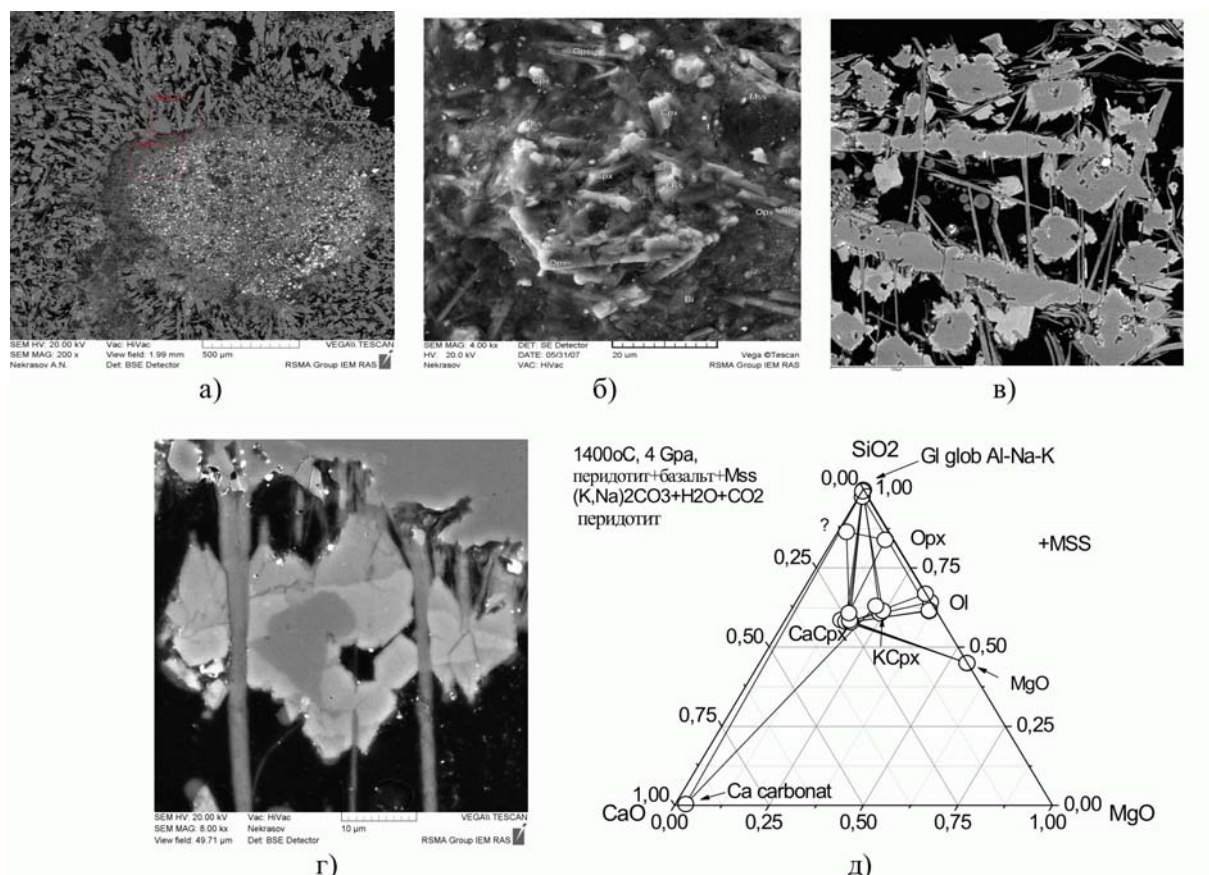 SEM HV: 20.00 kV Vac: HiVac VEGA\\ TESCAN
SEM MAG: 200 x View field: 1.99 mm 500 µm
Nekrasov A.N. Det: BSE Detector RSMA Group IEM RAS
а)
Opx
Cpx
Mss
Cpx
Cpx
Opx
Bi
SEM MAG: 4.00 kx DET: SE Detector
HV: 20.0 kV DATE: 05/31/07 20 um Vega ©Tescan
Nekrasov VAC: HiVac RSMA Group IEM RAS
б)
в)
SEM HV: 20.00 kV Vac: HiVac VEGA\\ TESCAN
SEM MAG: 8.00 kx Nekrasov 10 µm
View field: 49.71 µm Det: BSE Detector RSMA Group IEM RAS
г)
1400oC, 4 Gpa,
перидотит+базальт+Mss
(K,Na)2CO3+H2O+CO2
перидотит
SiO2
Gl glob Al-Na-K
0,00 1,00
?
Opx
+MSS
0,25 0,75
Ol
CaCpx
0,50 KCpx 0,50
MgO
0,75 0,25
Ca carbonat
1,00 0,00
CaO MgO
0,00 0,25 0,50 0,75 1,00
д)